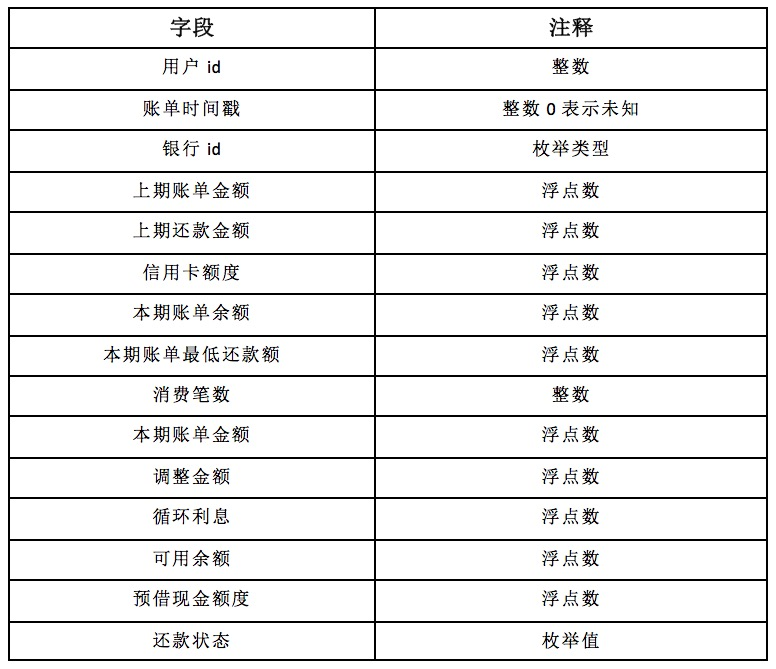 字段 注释
用户 id 整数
账单时间戳 整数 0 表示未知
银行 id 枚举类型
上期账单金额 浮点数
上期还款金额 浮点数
信用卡额度 浮点数
本期账单余额 浮点数
本期账单最低还款额 浮点数
消费笔数 整数
本期账单金额 浮点数
调整金额 浮点数
循环利息 浮点数
可用余额 浮点数
预借现金额度 浮点数
还款状态 枚举值